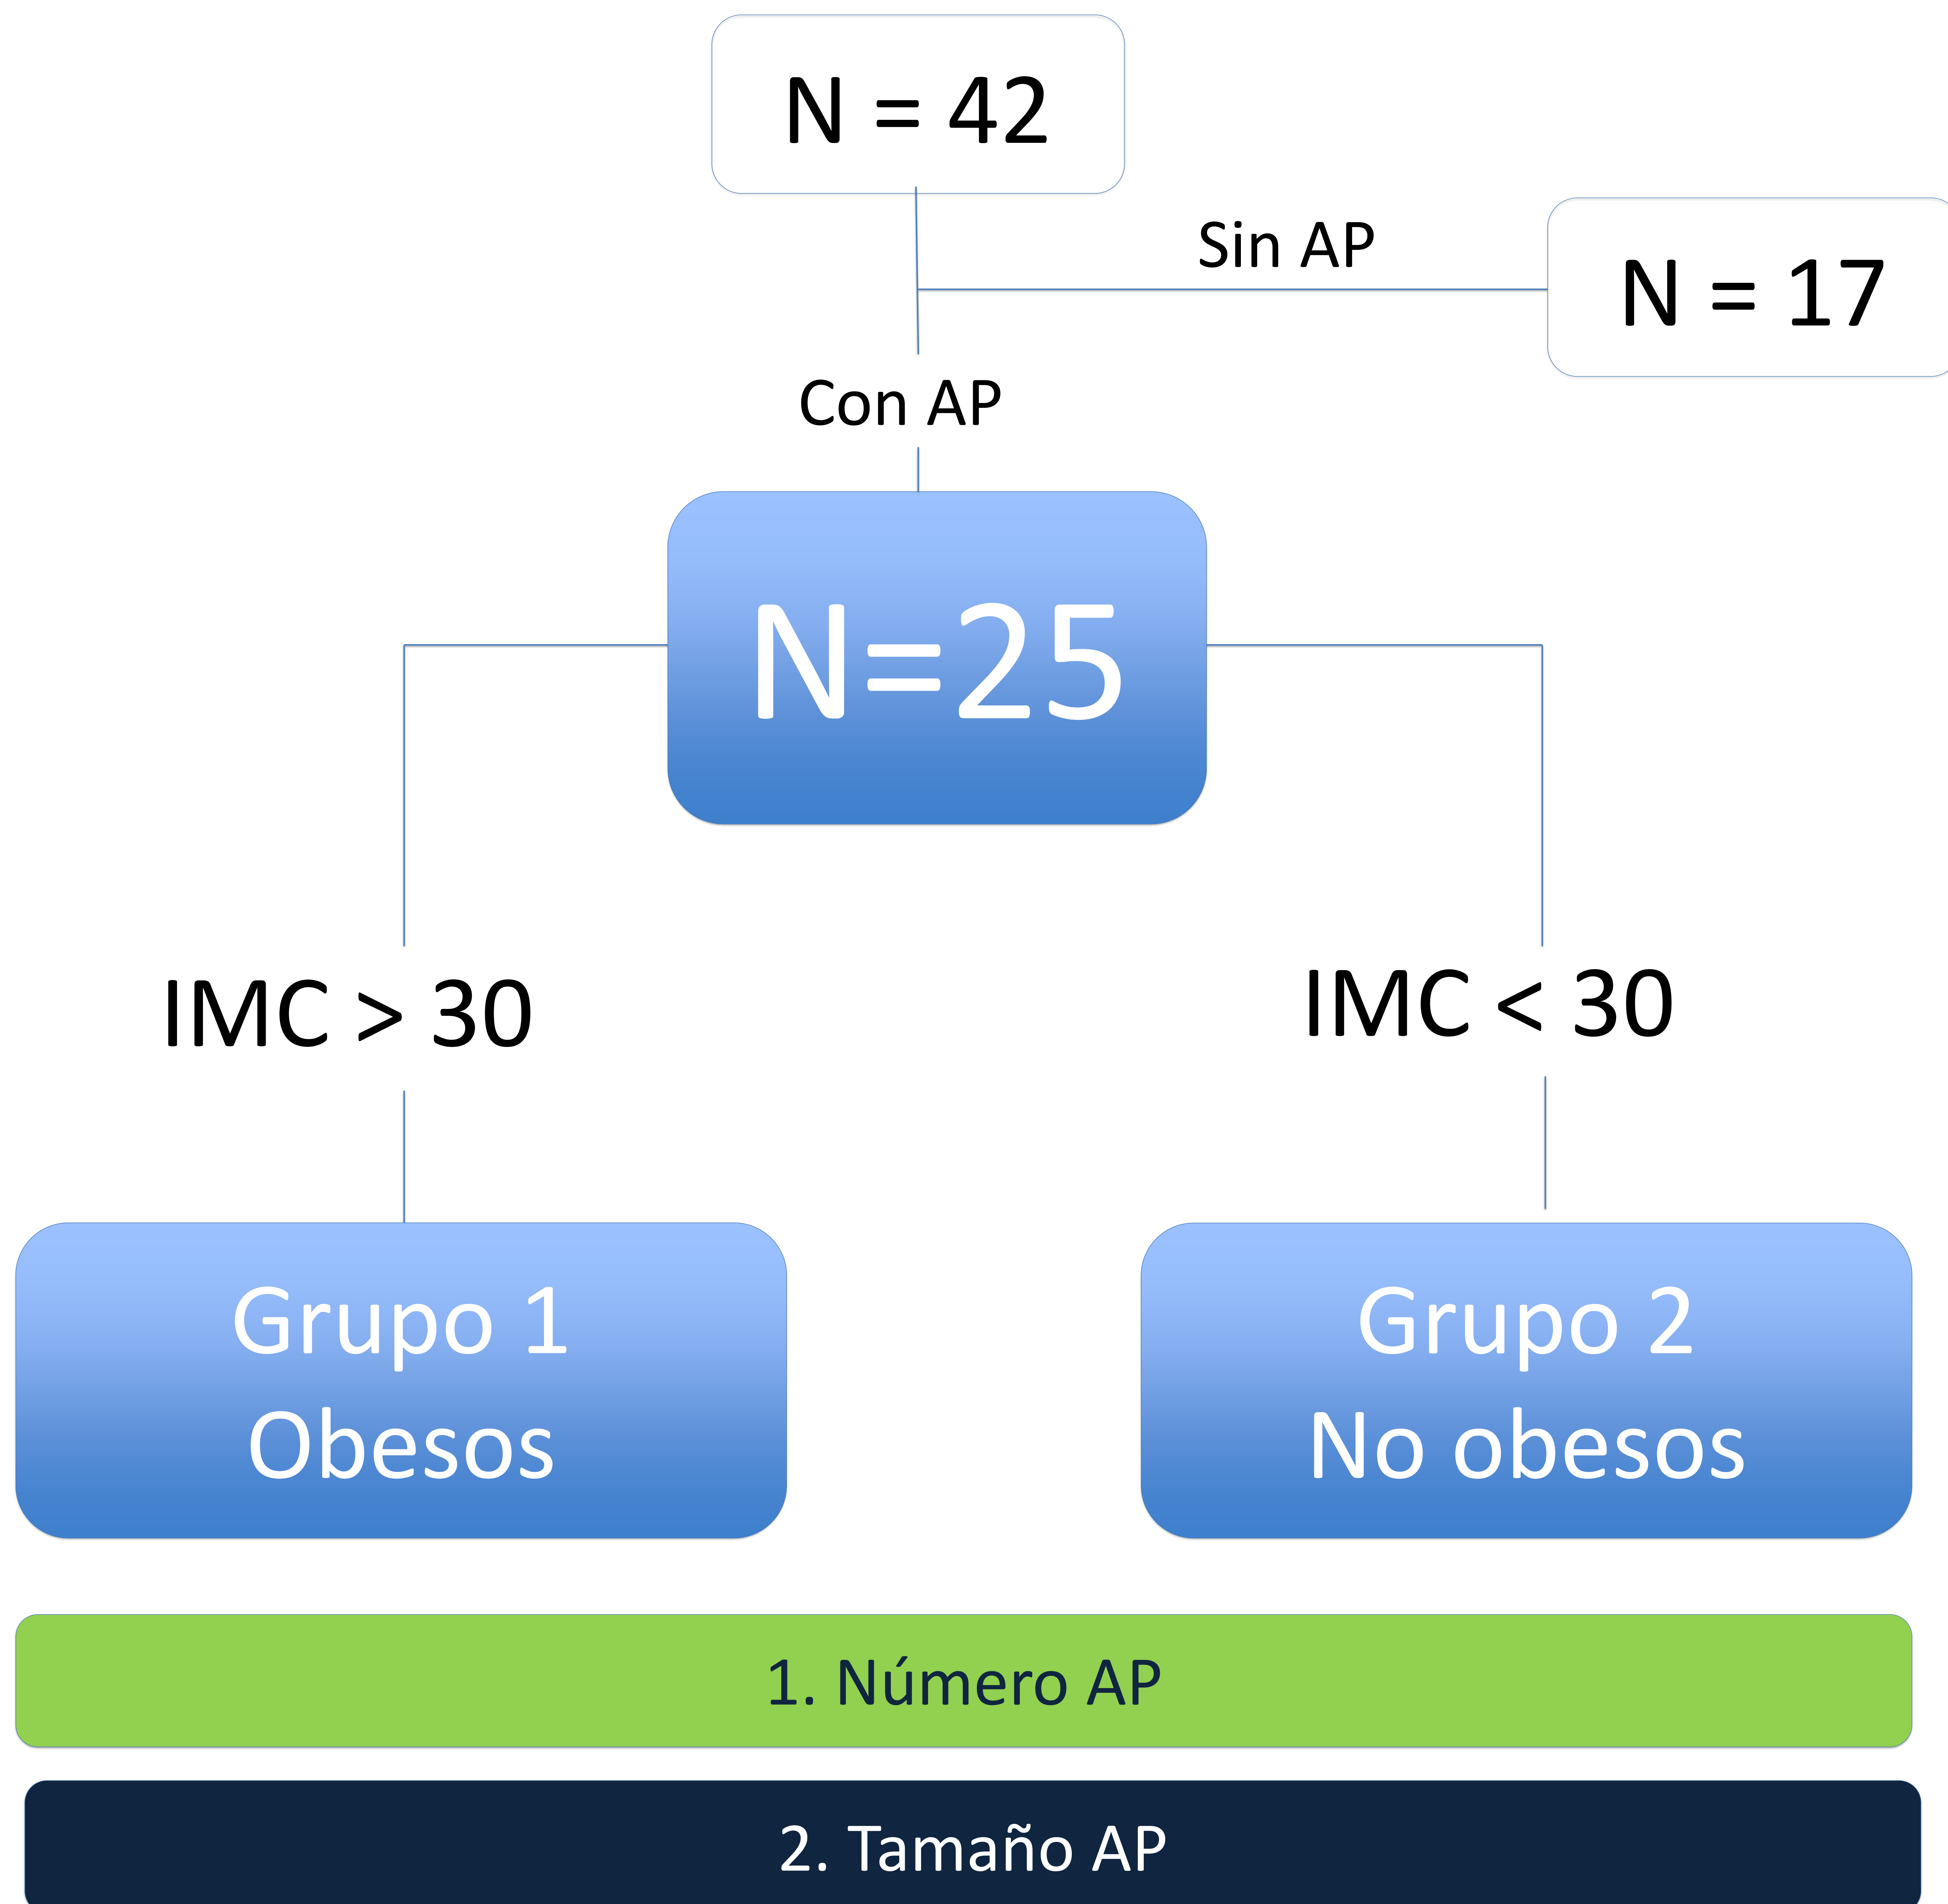 N = 42
Sin AP
N = 17
Con AP
N=25
IMC > 30
IMC < 30
Grupo 1
Obesos
Grupo 2
No obesos
1. Número AP
2. Tamaño AP